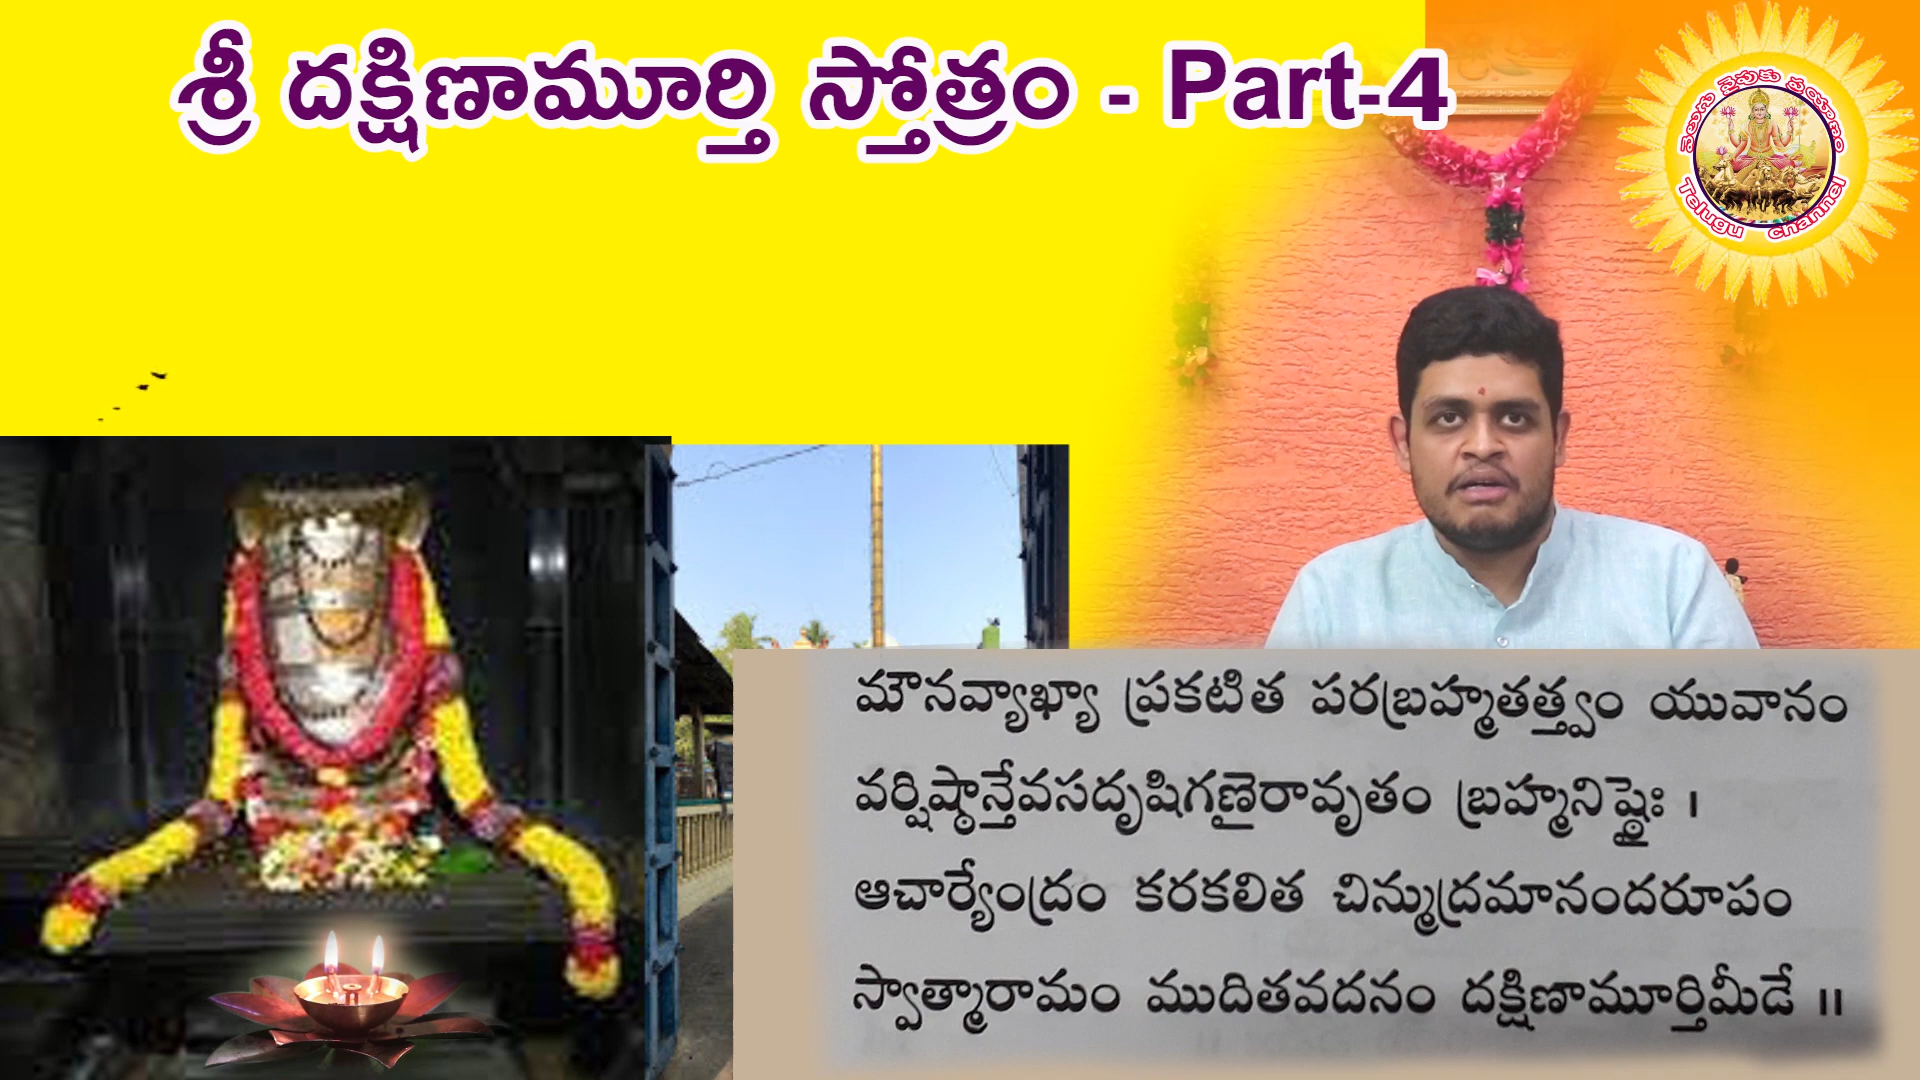 శ్రీ దక్షిణామూర్తి స్తోత్రం - Part-4
వెలుగు వైపుకు ప్రయాణం
Telugu channel
మౌనవ్యాఖ్యా ప్రకటిత పరబ్రహ్మతత్త్వం యువానం
వర్షిష్ఠాన్తేవసదృషిగణైరావృతం బ్రహ్మనిష్ఠైః ।
ఆచార్యేంద్రం కరకలిత చిన్ముద్రమానందరూపం
స్వాత్మారామం ముదితవదనం దక్షిణామూర్తిమీడే ॥